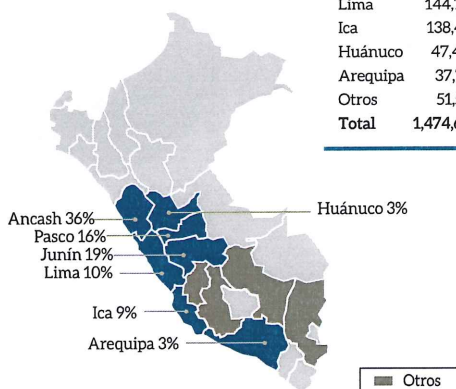 Lima 144,
Ica 138,4
Huánuco 47,4
Arequipa 37,
Otros 51,
Total 1,474,6
Ancash 36%
Huánuco 3%
Pasco 16%
Junín 19%
Lima 10%
Ica 9%
Arequipa 3%
Otros